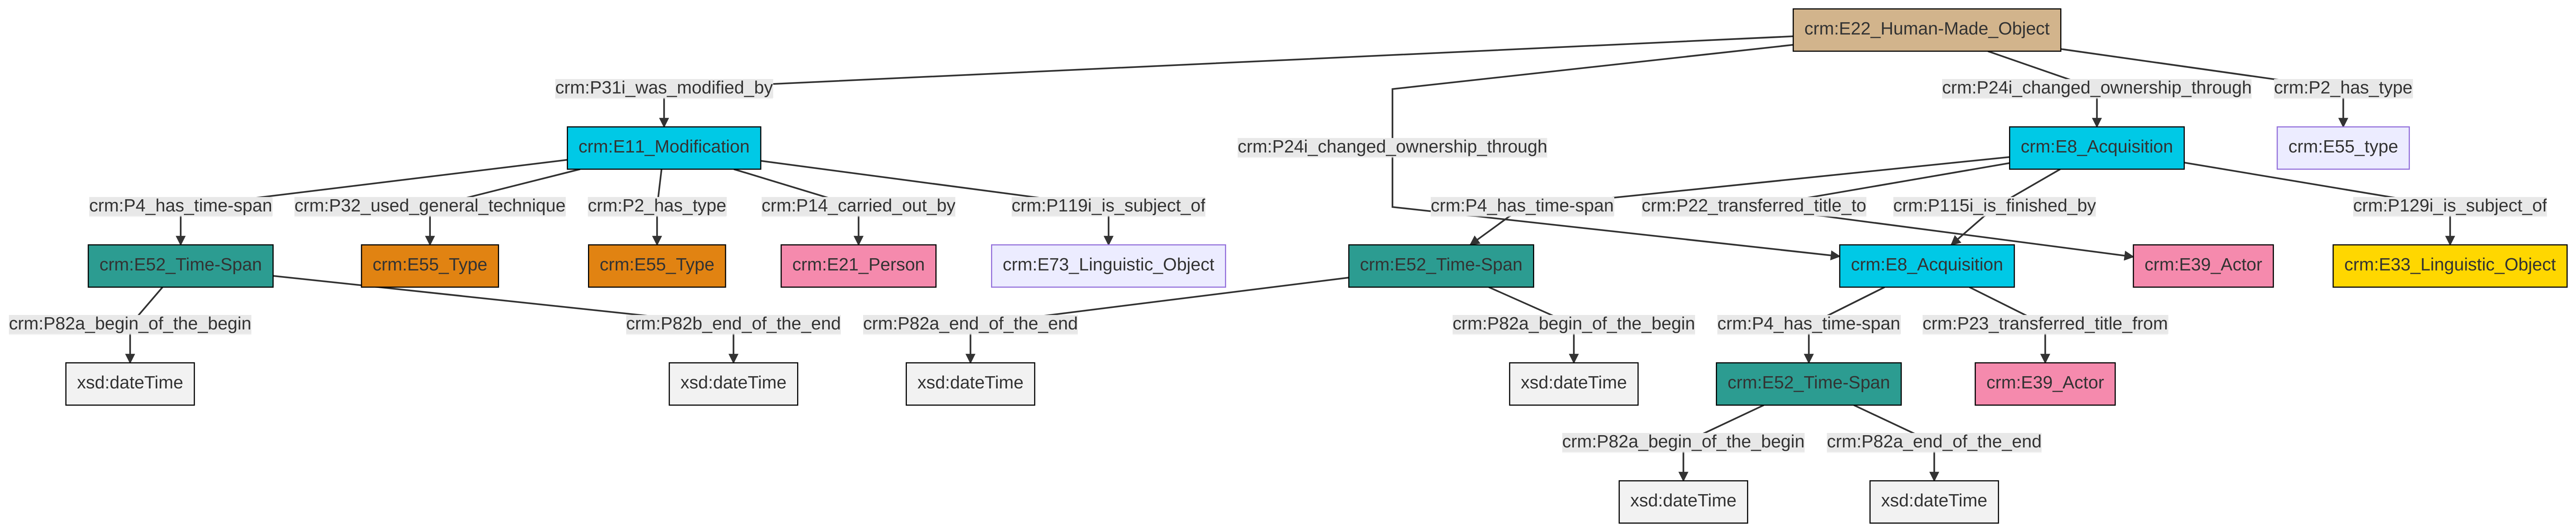 crm:E22_Human-Made_Object
crm:P31i_was_modified_by
crm:P24i_changed_ownership_through
crm:P2_has_type
crm:P24i_changed_ownership_through
crm:E11_Modification
crm:E8_Acquisition
crm:E55_type
crm:P4_has_time-span
crm:P32_used_general_technique
crm:P2_has_type
crm:P14_carried_out_by
crm:P119i_is_subject_of
crm:P4_has_time-span
crm:P22_transferred_title_to
crm:P115i_is_finished_by
crm:P129i_is_subject_of
crm:E52_Time-Span
crm:E55_Type
crm:E55_Type
crm:E21_Person
crm:E73_Linguistic_Object
crm:E52_Time-Span
crm:E8_Acquisition
crm:E39_Actor
crm:E33_Linguistic_Object
crm:P82a_begin_of_the_begin
crm:P82b_end_of_the_end
crm:P82a_end_of_the_end
crm:P82a_begin_of_the_begin
crm:P4_has_time-span
crm:P23_transferred_title_from
xsd:dateTime
xsd:dateTime
xsd:dateTime
xsd:dateTime
crm:E52_Time-Span
crm:E39_Actor
crm:P82a_begin_of_the_begin
crm:P82a_end_of_the_end
xsd:dateTime
xsd:dateTime